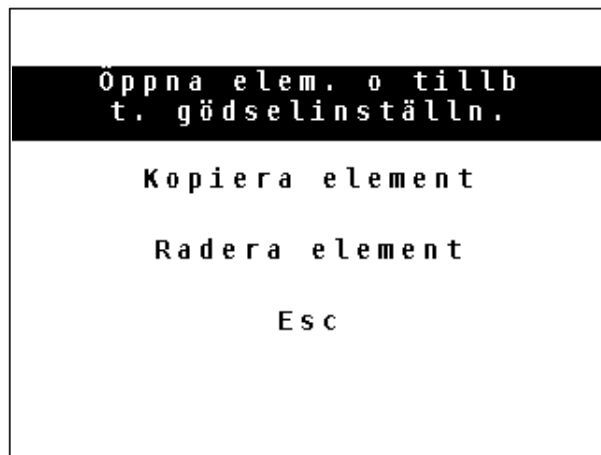 Öppna elem. o tillb
t. gödselinställn.
Kopiera element
Radera element
Esc